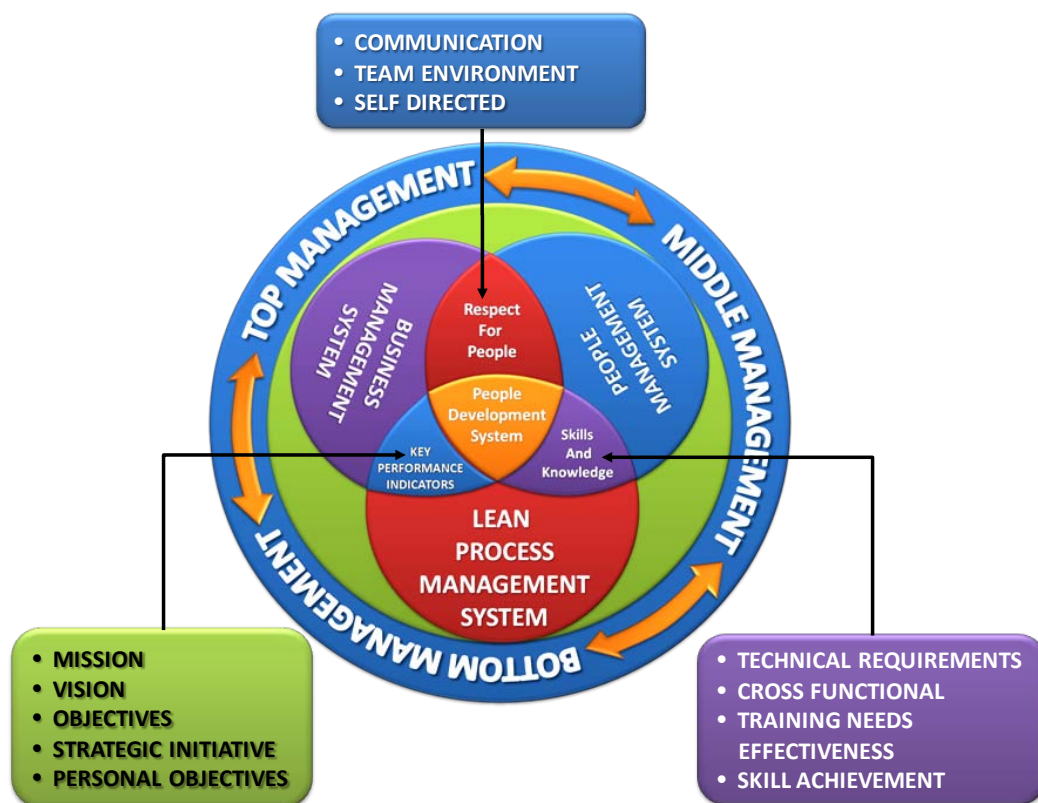 • COMMUNICATION
• TEAM ENVIRONMENT
• SELF DIRECTED
TOP MANAGEMENT
MIDDLE MANAGEMENT
BOTTOM MANAGEMENT
BUSINESS
MANAGEMENT
SYSTEM
Respect
For
People
PEOPLE
MANAGEMENT
SYSTEM
People
Development
System
KEY
PERFORMANCE
INDICATORS
Skills
And
Knowledge
LEAN
PROCESS
MANAGEMENT
SYSTEM
• MISSION
• VISION
• OBJECTIVES
• STRATEGIC INITIATIVE
• PERSONAL OBJECTIVES
• TECHNICAL REQUIREMENTS
• CROSS FUNCTIONAL
• TRAINING NEEDS
EFFECTIVENESS
• SKILL ACHIEVEMENT